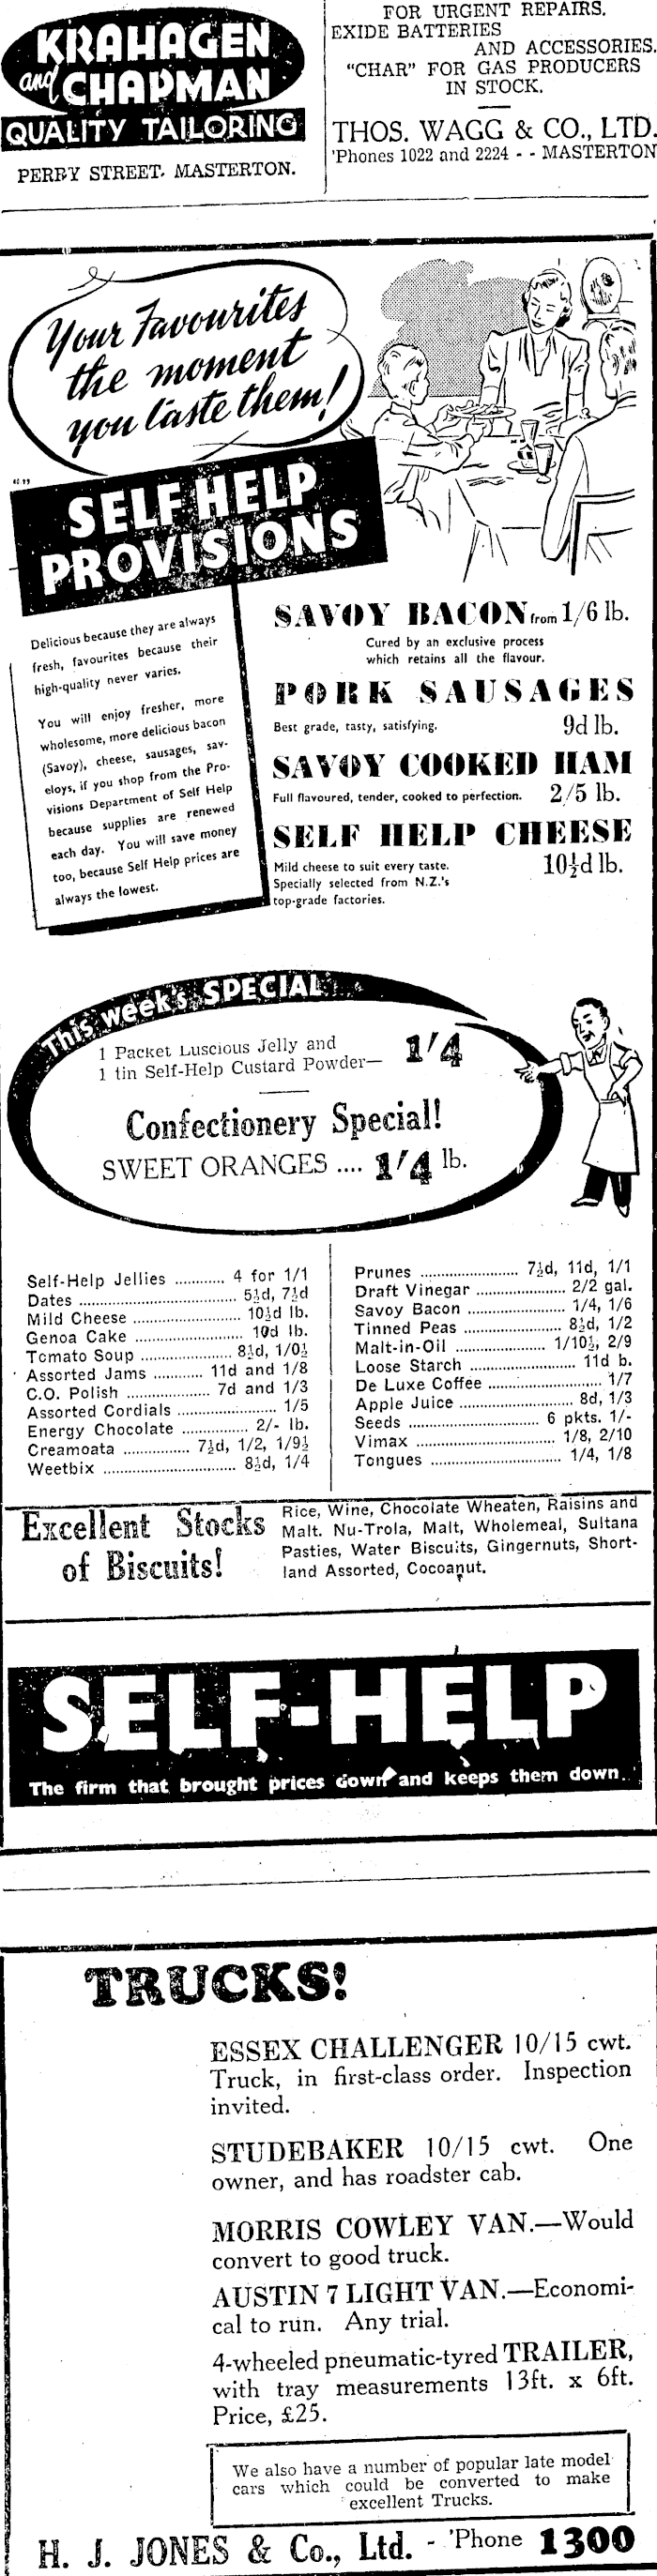 KRAHAGEN
and CHAPMAN
QUALITY TAILORING
PERRY STREET, MASTERTON.
FOR URGENT REPAIRS.
EXIDE BATTERIES
AND ACCESSORIES.
"CHAR" FOR GAS PRODUCERS
IN STOCK.
THOS. WAGG & CO., LTD.
'Phones 1022 and 2224 - - MASTERTON
Your Favourites
the moment
you taste them!
SELF HELP
PROVISIONS
Delicious because they are always
fresh, favourites because their
high-quality never varies.
You will enjoy fresher, more
wholesome, more delicious bacon
(Savoy), cheese, sausages, sav-
eloys, if you shop from the Pro-
visions Department of Self Help
because supplies are renewed
each day. You will save money
too, because Self Help prices are
always the lowest.
SAVOY BACON from 1/6 lb.
Cured by an exclusive process
which retains all the flavour.
PORK SAUSAGES
Best grade, tasty, satisfying. 9d lb.
SAVOY COOKED HAM
Full flavoured, tender, cooked to perfection. 2/5 lb.
SELF HELP CHEESE
Mild cheese to suit every taste. 10½d lb.
Specially selected from N.Z.'s
top-grade factories.
This week's SPECIAL
1 Packet Luscious Jelly and
1 tin Self-Help Custard Powder— 1'4
Confectionery Special!
SWEET ORANGES .... 1'4 lb.
Self-Help Jellies ............ 4 for 1/1
Dates .................................... 5½d, 7½d
Mild Cheese .......................... 10½d lb.
Genoa Cake .......................... 10d lb.
Tomato Soup ...................... 8½d, 1/0½
Assorted Jams ............ 11d and 1/8
C.O. Polish .................... 7d and 1/3
Assorted Cordials ........................ 1/5
Energy Chocolate ................ 2/- lb.
Creamoata ................ 7½d, 1/2, 1/9½
Weetbix ................................ 8½d, 1/4
Prunes ........................ 7½d, 11d, 1/1
Draft Vinegar ...................... 2/2 gal.
Savoy Bacon ........................ 1/4, 1/6
Tinned Peas ........................ 8½d, 1/2
Malt-in-Oil ...................... 1/10½, 2/9
Loose Starch .......................... 11d b.
De Luxe Coffee .................................. 1/7
Apple Juice ............................ 8d, 1/3
Seeds ................................ 6 pkts. 1/-
Vimax .................................. 1/8, 2/10
Tongues ................................ 1/4, 1/8
Excellent Stocks
of Biscuits!
Rice, Wine, Chocolate Wheaten, Raisins and
Malt. Nu-Trola, Malt, Wholemeal, Sultana
Pasties, Water Biscuits, Gingernuts, Short-
land Assorted, Cocoanut.
SELF-HELP
The firm that brought prices down and keeps them down.
TRUCKS!
ESSEX CHALLENGER 10/15 cwt.
Truck, in first-class order. Inspection
invited.
STUDEBAKER 10/15 cwt. One
owner, and has roadster cab.
MORRIS COWLEY VAN.—Would
convert to good truck.
AUSTIN 7 LIGHT VAN.—Economi-
cal to run. Any trial.
4-wheeled pneumatic-tyred TRAILER,
with tray measurements 13ft. x 6ft.
Price, £25.
We also have a number of popular late model
cars which could be converted to make
excellent Trucks.
H. J. JONES & Co., Ltd. - 'Phone 1300